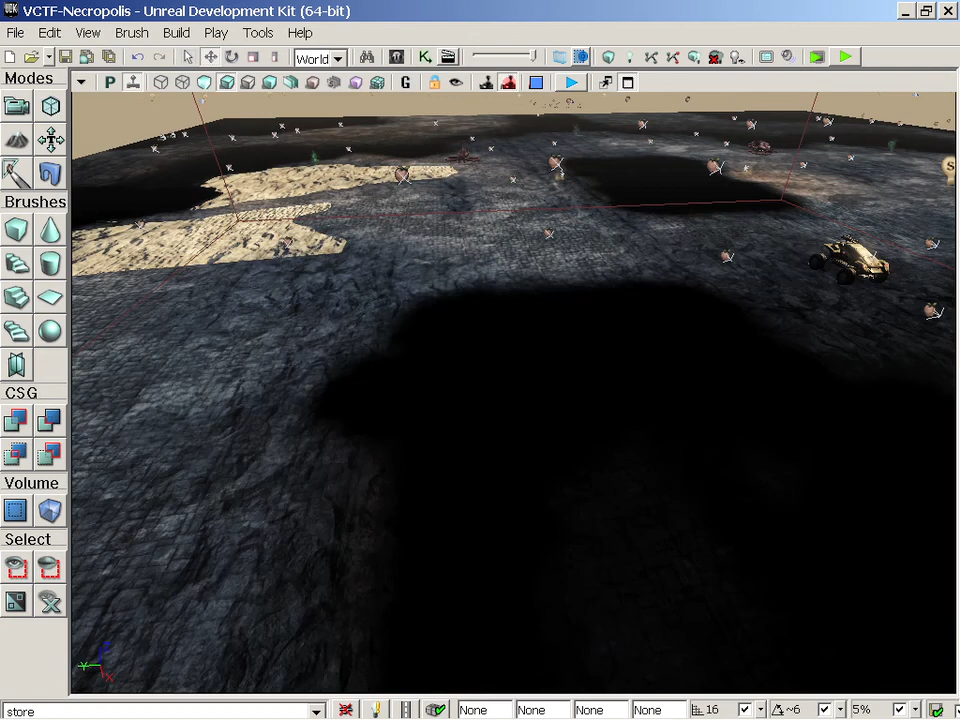 VCTF-Necropolis - Unreal Development Kit (64-bit)
File Edit View Brush Build Play Tools Help
World
Modes
P
G
Brushes
CSG
Volume
Select
S
Z
Y
X
store
None None None None 16 ~6 5%